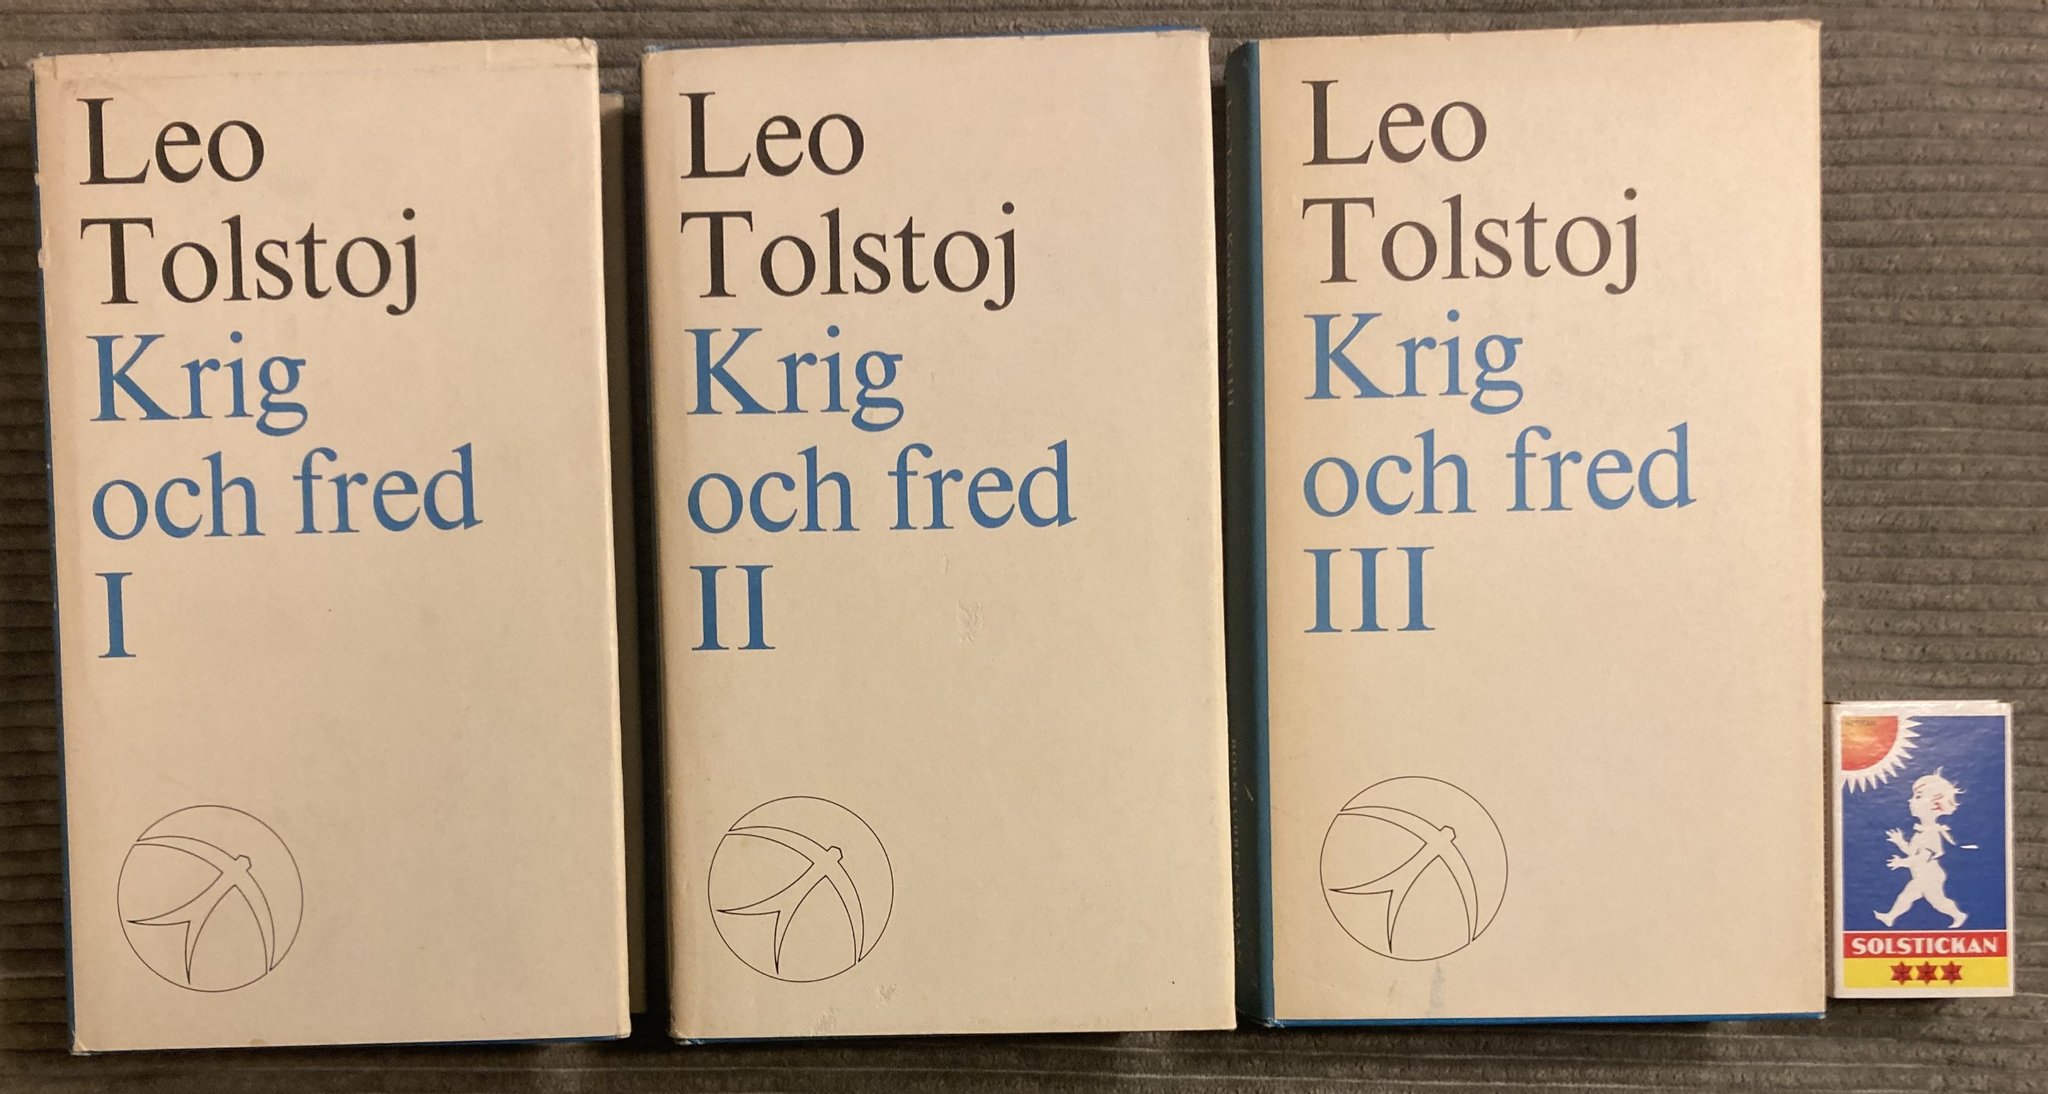 Leo
Tolstoj
Krig
och fred
I
Leo
Tolstoj
Krig
och fred
II
Leo
Tolstoj
Krig
och fred
III
SOLSTICKAN